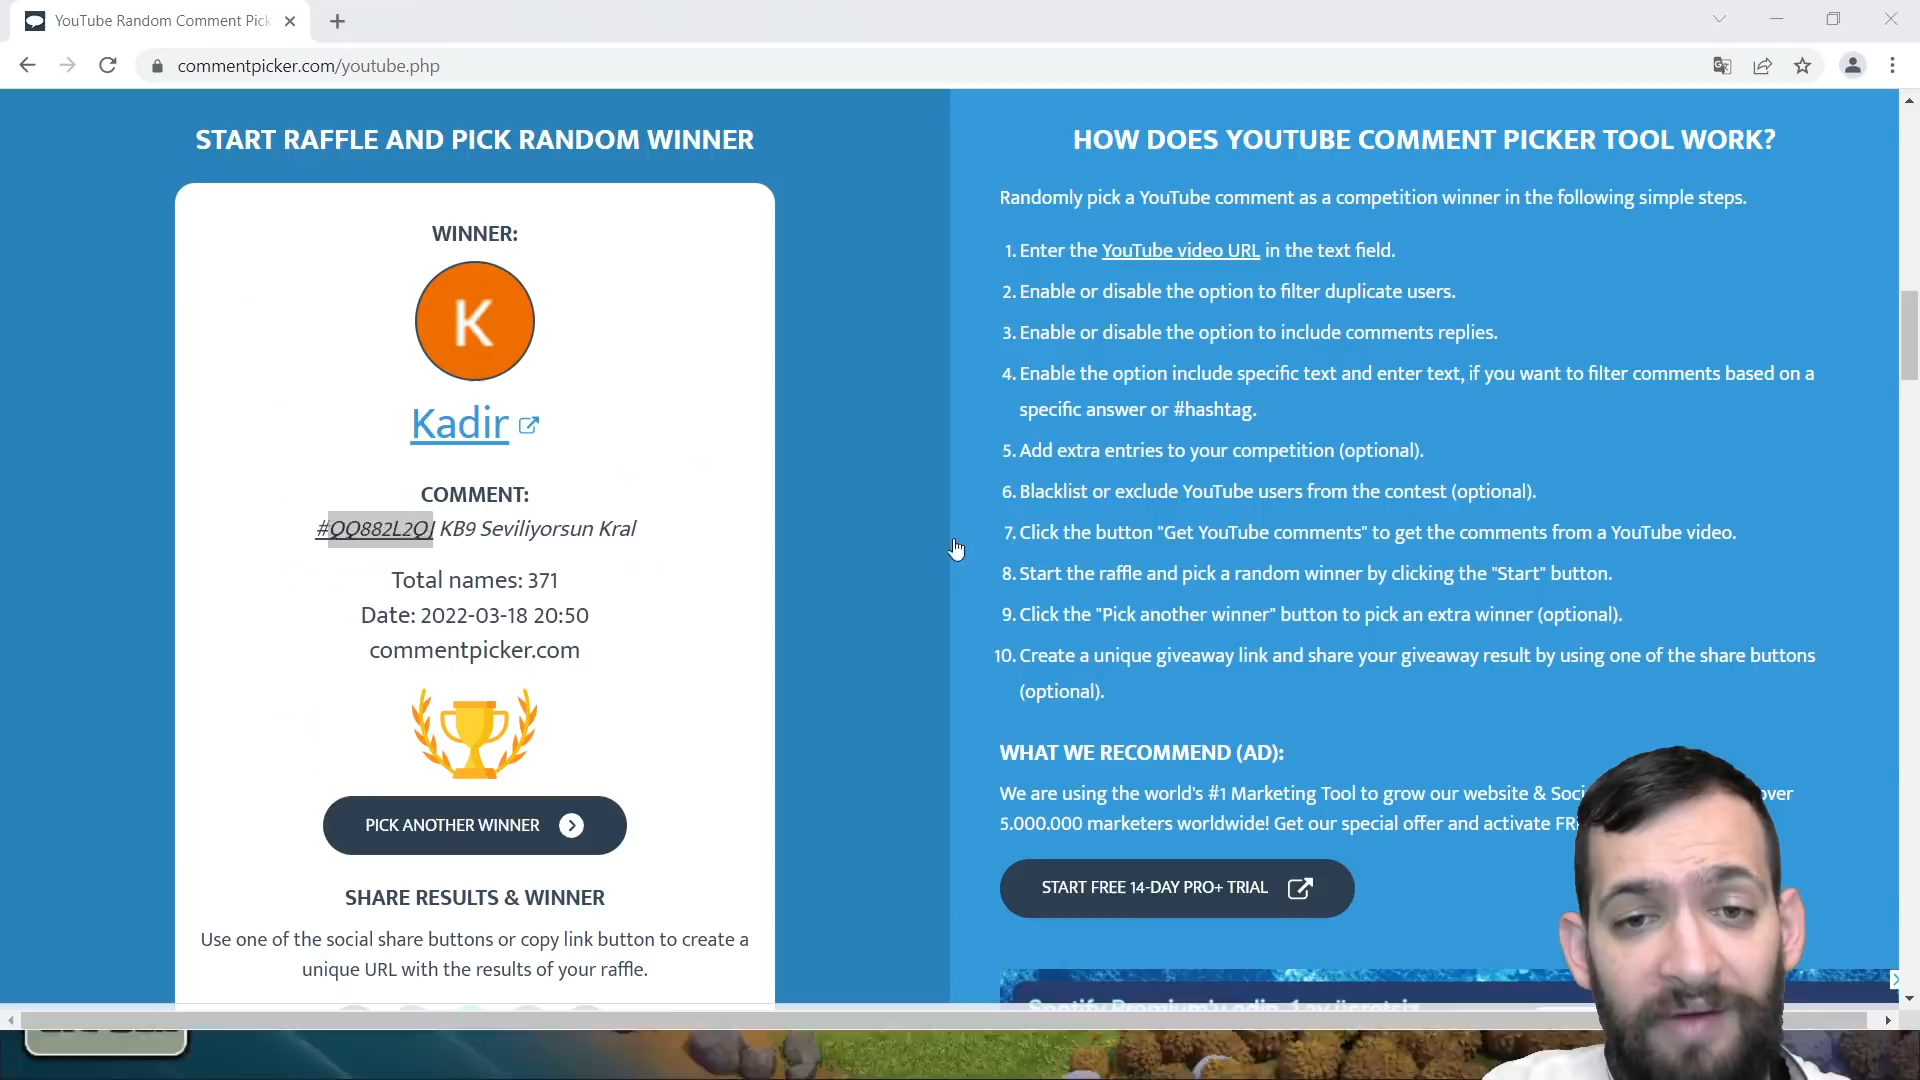 YouTube Random Comment Pick
commentpicker.com/youtube.php
START RAFFLE AND PICK RANDOM WINNER
WINNER:
K
Kadir
COMMENT:
#QQ882L2QJ KB9 Seviliyorsun Kral
Total names: 371
Date: 2022-03-18 20:50
commentpicker.com
PICK ANOTHER WINNER
SHARE RESULTS & WINNER
Use one of the social share buttons or copy link button to create a
unique URL with the results of your raffle.
HOW DOES YOUTUBE COMMENT PICKER TOOL WORK?
Randomly pick a YouTube comment as a competition winner in the following simple steps.
1. Enter the YouTube video URL in the text field.
2. Enable or disable the option to filter duplicate users.
3. Enable or disable the option to include comments replies.
4. Enable the option include specific text and enter text, if you want to filter comments based on a
specific answer or #hashtag.
5. Add extra entries to your competition (optional).
6. Blacklist or exclude YouTube users from the contest (optional).
7. Click the button "Get YouTube comments" to get the comments from a YouTube video.
8. Start the raffle and pick a random winner by clicking the "Start" button.
9. Click the "Pick another winner" button to pick an extra winner (optional).
10. Create a unique giveaway link and share your giveaway result by using one of the share buttons
(optional).
WHAT WE RECOMMEND (AD):
We are using the world's #1 Marketing Tool to grow our website & Soci over
5.000.000 marketers worldwide! Get our special offer and activate FR
START FREE 14-DAY PRO+ TRIAL